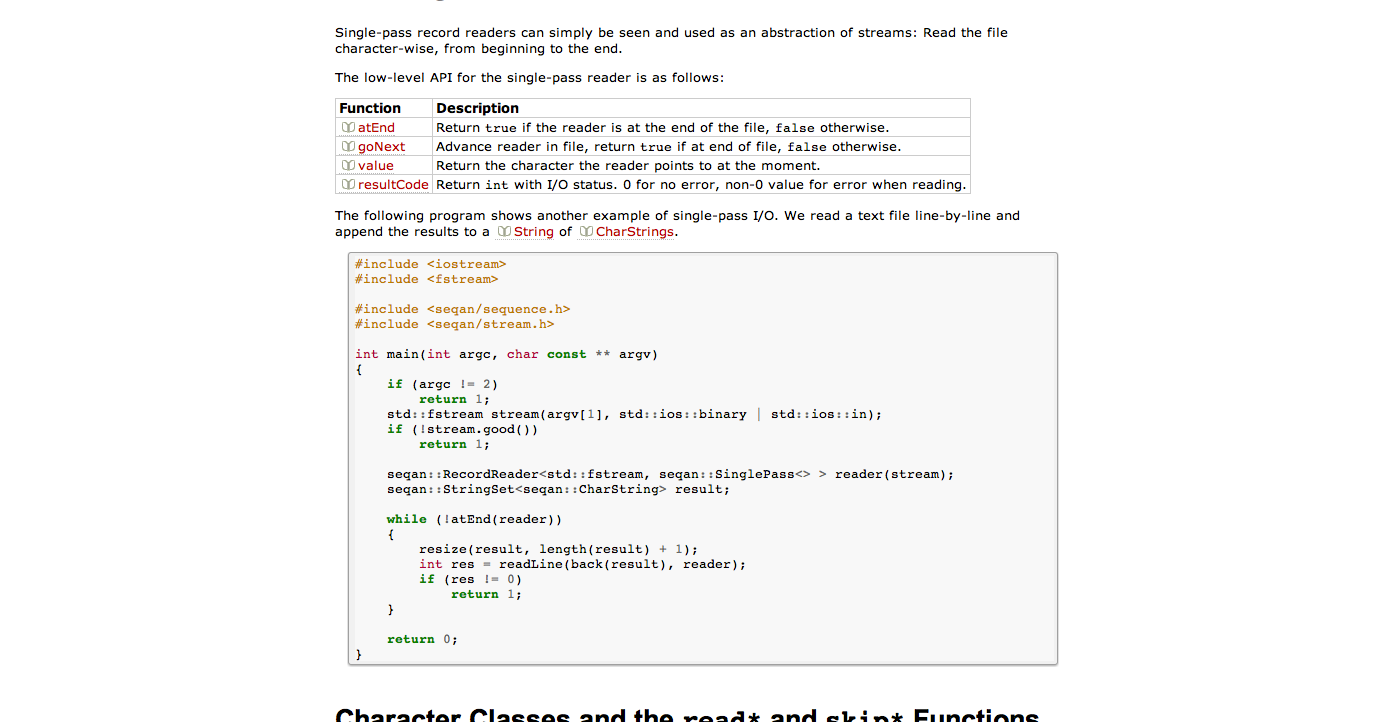 Single-pass record readers can simply be seen and used as an abstraction of streams: Read the file
character-wise, from beginning to the end.
The low-level API for the single-pass reader is as follows:
Function Description
atEnd Return true if the reader is at the end of the file, false otherwise.
goNext Advance reader in file, return true if at end of file, false otherwise.
value Return the character the reader points to at the moment.
resultCode Return int with I/O status. 0 for no error, non-0 value for error when reading.
The following program shows another example of single-pass I/O. We read a text file line-by-line and
append the results to a String of CharStrings.
#include <iostream>
#include <fstream>
#include <seqan/sequence.h>
#include <seqan/stream.h>
int main(int argc, char const ** argv)
{
    if (argc != 2)
        return 1;
    std::fstream stream(argv[1], std::ios::binary | std::ios::in);
    if (!stream.good())
        return 1;
    seqan::RecordReader<std::fstream, seqan::SinglePass<> > reader(stream);
    seqan::StringSet<seqan::CharString> result;
    while (!atEnd(reader))
    {
        resize(result, length(result) + 1);
        int res = readLine(back(result), reader);
        if (res != 0)
            return 1;
    }
    return 0;
}
Character Classes and the read* and skip* Functions